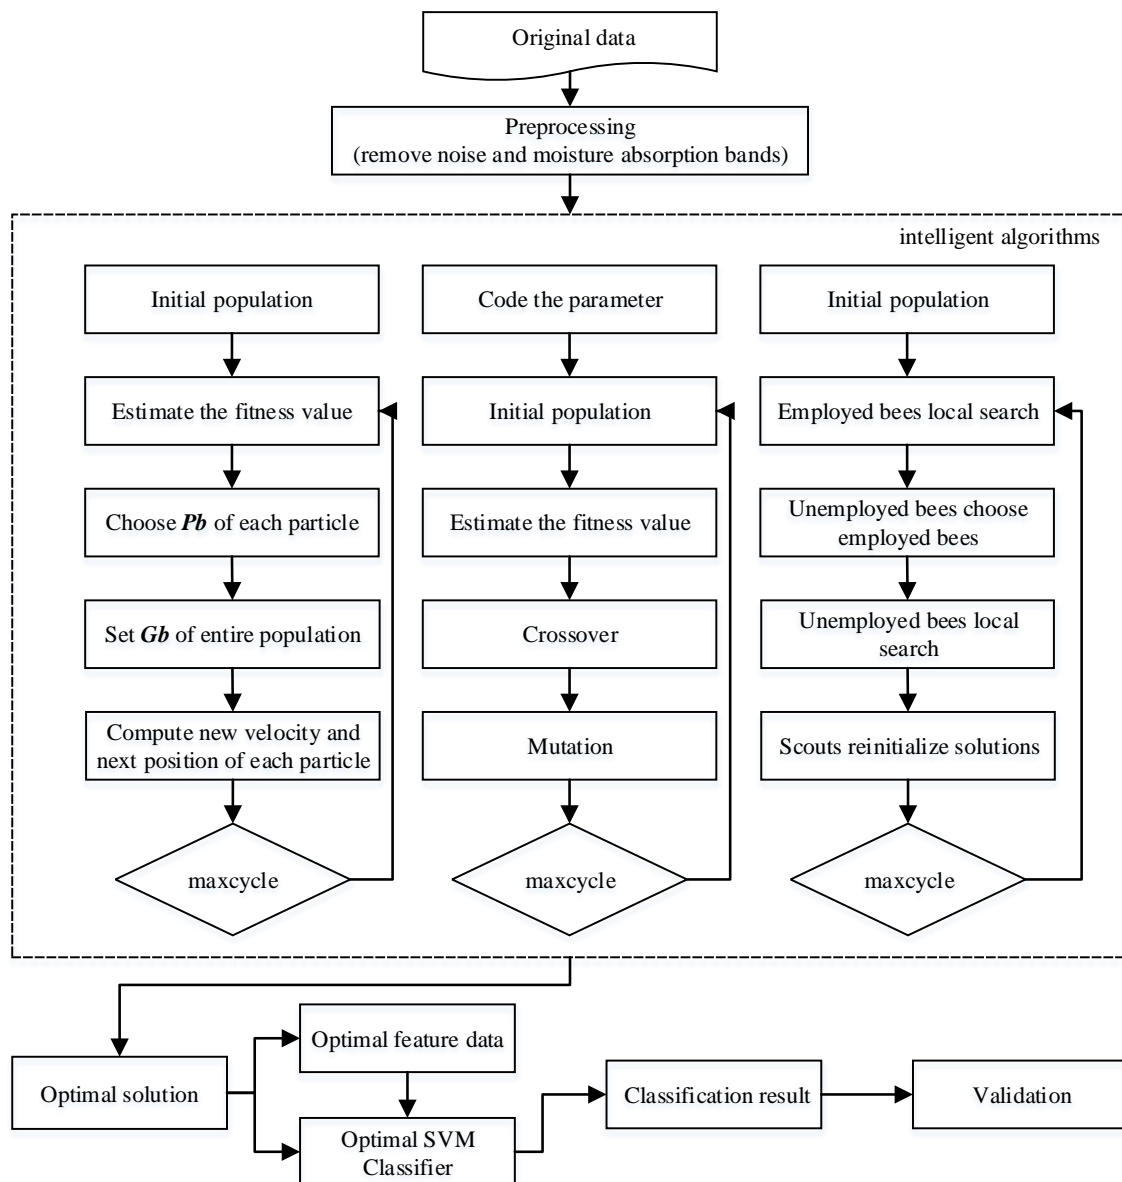 Original data
Preprocessing
(remove noise and moisture absorption bands)
intelligent algorithms
Initial population
Estimate the fitness value
Choose Pb of each particle
Set Gb of entire population
Compute new velocity and
next position of each particle
maxcycle
Code the parameter
Initial population
Estimate the fitness value
Crossover
Mutation
maxcycle
Initial population
Employed bees local search
Unemployed bees choose
employed bees
Unemployed bees local
search
Scouts reinitialize solutions
maxcycle
Optimal solution
Optimal feature data
Optimal SVM
Classifier
Classification result
Validation